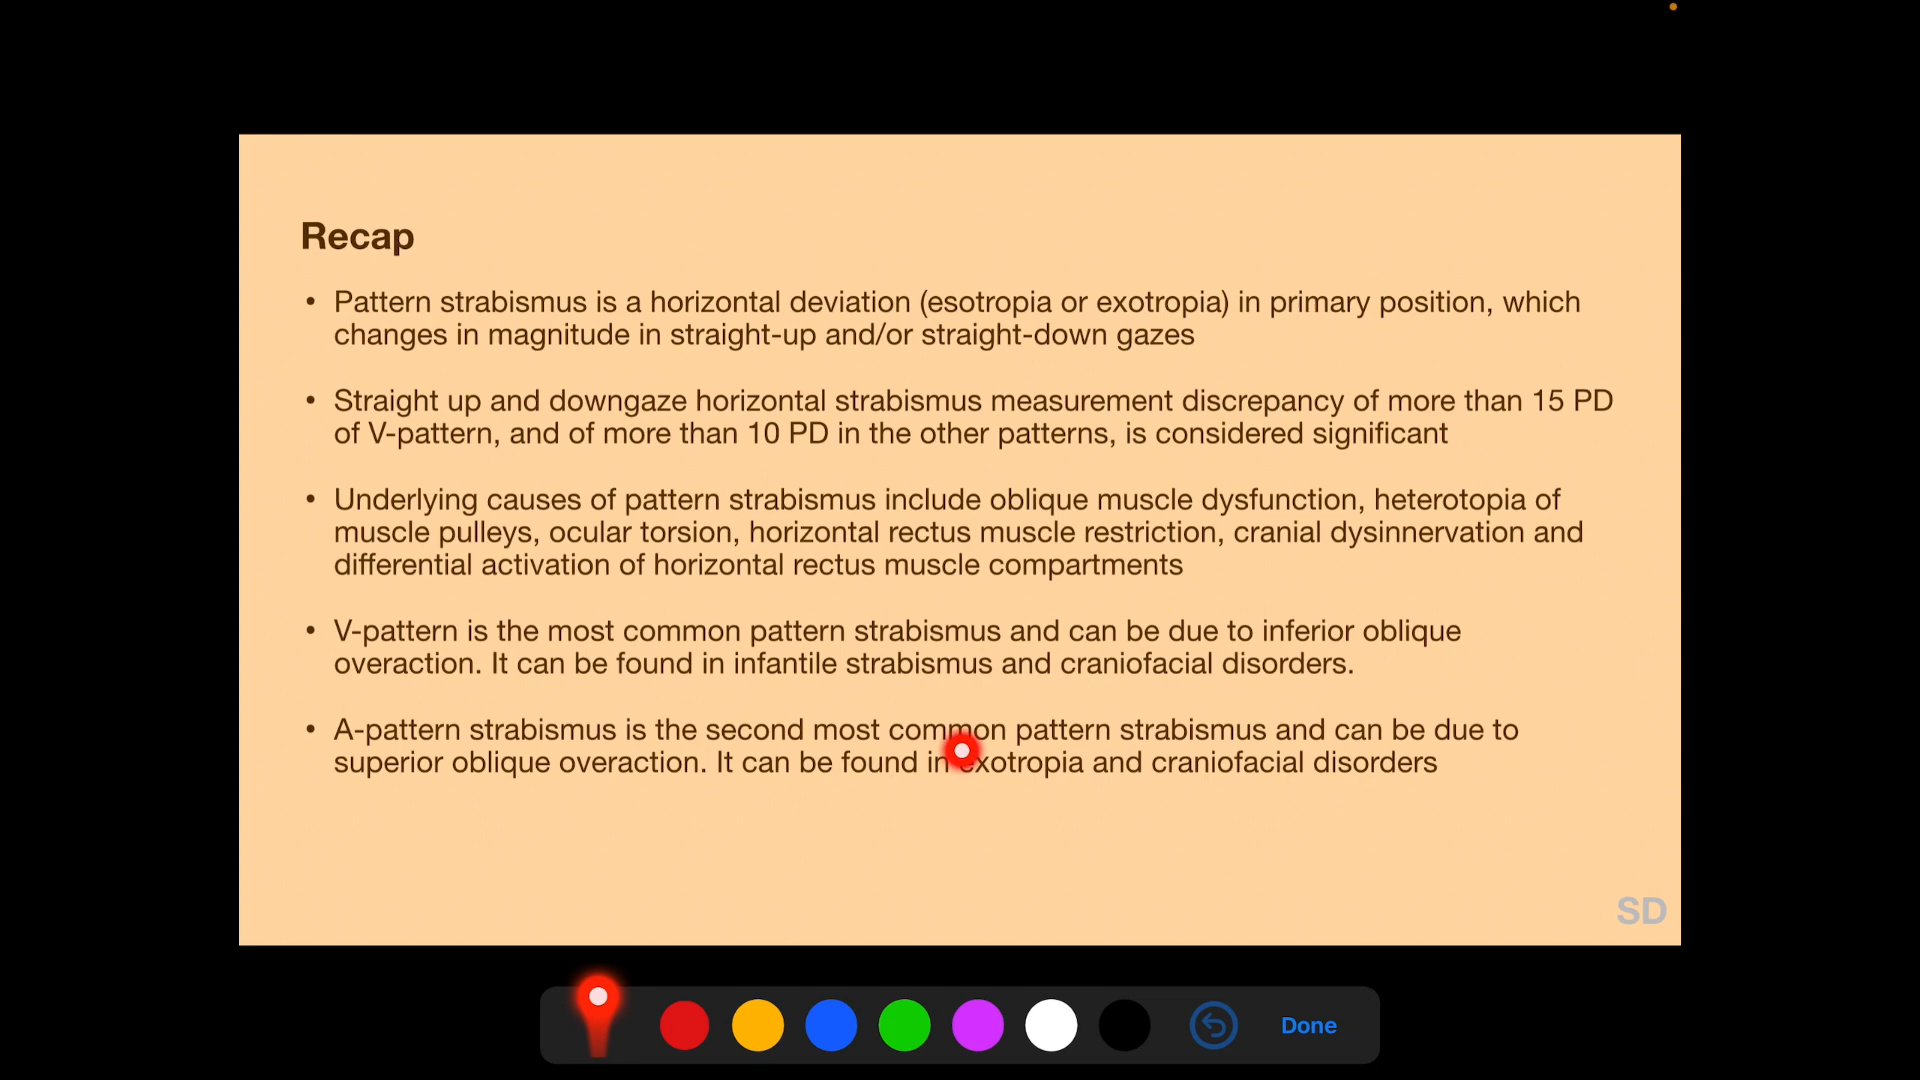 Recap
• Pattern strabismus is a horizontal deviation (esotropia or exotropia) in primary position, which
changes in magnitude in straight-up and/or straight-down gazes
• Straight up and downgaze horizontal strabismus measurement discrepancy of more than 15 PD
of V-pattern, and of more than 10 PD in the other patterns, is considered significant
• Underlying causes of pattern strabismus include oblique muscle dysfunction, heterotopia of
muscle pulleys, ocular torsion, horizontal rectus muscle restriction, cranial dysinnervation and
differential activation of horizontal rectus muscle compartments
• V-pattern is the most common pattern strabismus and can be due to inferior oblique
overaction. It can be found in infantile strabismus and craniofacial disorders.
• A-pattern strabismus is the second most common pattern strabismus and can be due to
superior oblique overaction. It can be found in exotropia and craniofacial disorders
SD
Done